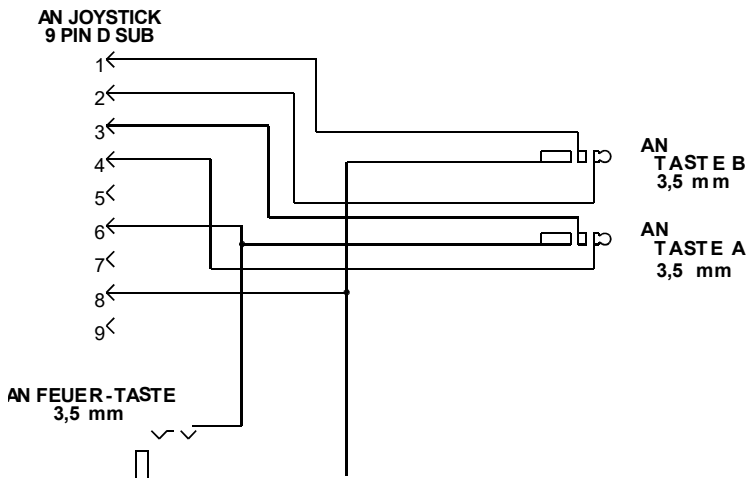 AN JOYSTICK
9 PIN D SUB
1
2
3
4
5
6
7
8
9
AN
TASTE B
3,5 mm
AN
TASTE A
3,5 mm
AN FEUER-TASTE
3,5 mm